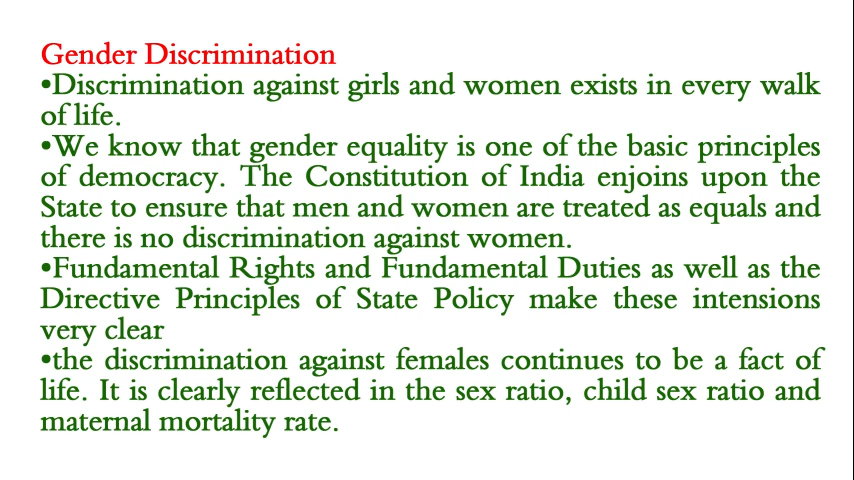 Gender Discrimination
•Discrimination against girls and women exists in every walk
of life.
•We know that gender equality is one of the basic principles
of democracy. The Constitution of India enjoins upon the
State to ensure that men and women are treated as equals and
there is no discrimination against women.
•Fundamental Rights and Fundamental Duties as well as the
Directive Principles of State Policy make these intensions
very clear
•the discrimination against females continues to be a fact of
life. It is clearly reflected in the sex ratio, child sex ratio and
maternal mortality rate.